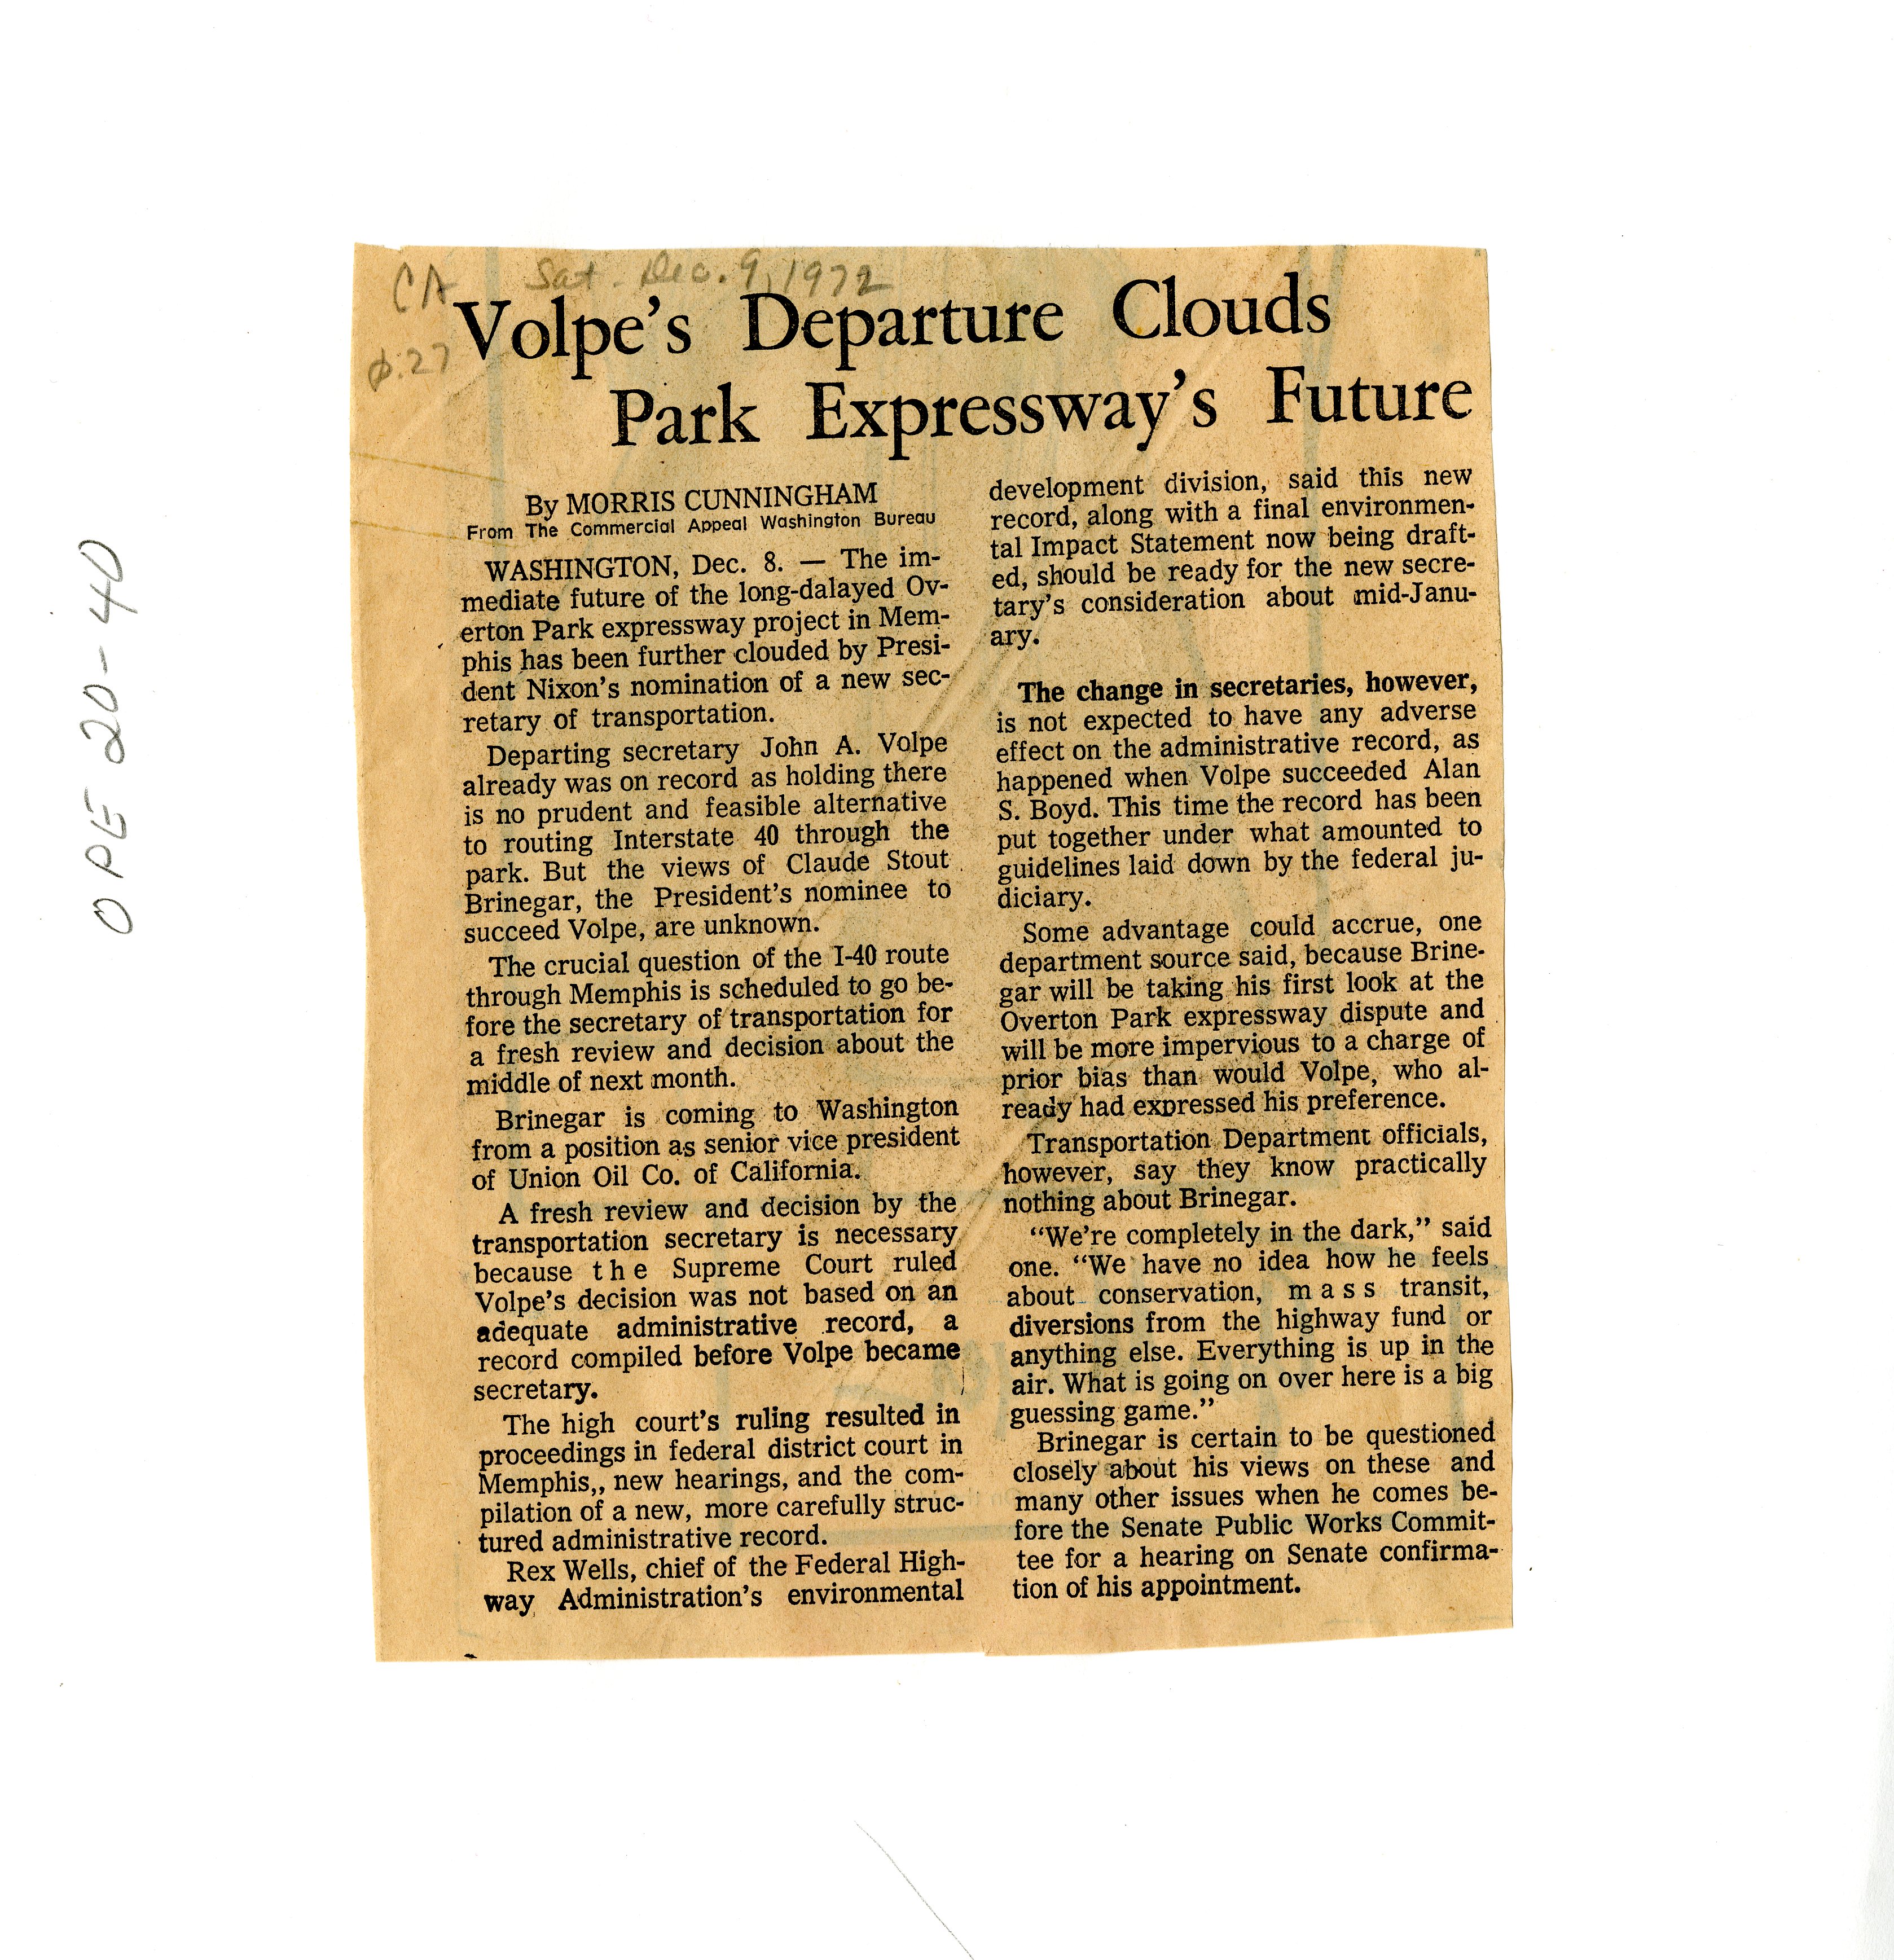 OPE 20-40
CA Sat. Dec. 9, 1972
p.27
Volpe's Departure Clouds
Park Expressway's Future
By MORRIS CUNNINGHAM
From The Commercial Appeal Washington Bureau
WASHINGTON, Dec. 8. — The im-
mediate future of the long-dalayed Ov-
erton Park expressway project in Mem-
phis has been further clouded by Presi-
dent Nixon's nomination of a new sec-
retary of transportation.
Departing secretary John A. Volpe
already was on record as holding there
is no prudent and feasible alternative
to routing Interstate 40 through the
park. But the views of Claude Stout
Brinegar, the President's nominee to
succeed Volpe, are unknown.
The crucial question of the I-40 route
through Memphis is scheduled to go be-
fore the secretary of transportation for
a fresh review and decision about the
middle of next month.
Brinegar is coming to Washington
from a position as senior vice president
of Union Oil Co. of California.
A fresh review and decision by the
transportation secretary is necessary
because the Supreme Court ruled
Volpe's decision was not based on an
adequate administrative record, a
record compiled before Volpe became
secretary.
The high court's ruling resulted in
proceedings in federal district court in
Memphis,, new hearings, and the com-
pilation of a new, more carefully struc-
tured administrative record.
Rex Wells, chief of the Federal High-
way Administration's environmental
development division, said this new
record, along with a final environmen-
tal Impact Statement now being draft-
ed, should be ready for the new secre-
tary's consideration about mid-Janu-
ary.
The change in secretaries, however,
is not expected to have any adverse
effect on the administrative record, as
happened when Volpe succeeded Alan
S. Boyd. This time the record has been
put together under what amounted to
guidelines laid down by the federal ju-
diciary.
Some advantage could accrue, one
department source said, because Brine-
gar will be taking his first look at the
Overton Park expressway dispute and
will be more impervious to a charge of
prior bias than would Volpe, who al-
ready had expressed his preference.
Transportation Department officials,
however, say they know practically
nothing about Brinegar.
“We're completely in the dark,” said
one. “We have no idea how he feels
about conservation, mass transit,
diversions from the highway fund or
anything else. Everything is up in the
air. What is going on over here is a big
guessing game.”
Brinegar is certain to be questioned
closely about his views on these and
many other issues when he comes be-
fore the Senate Public Works Commit-
tee for a hearing on Senate confirma-
tion of his appointment.